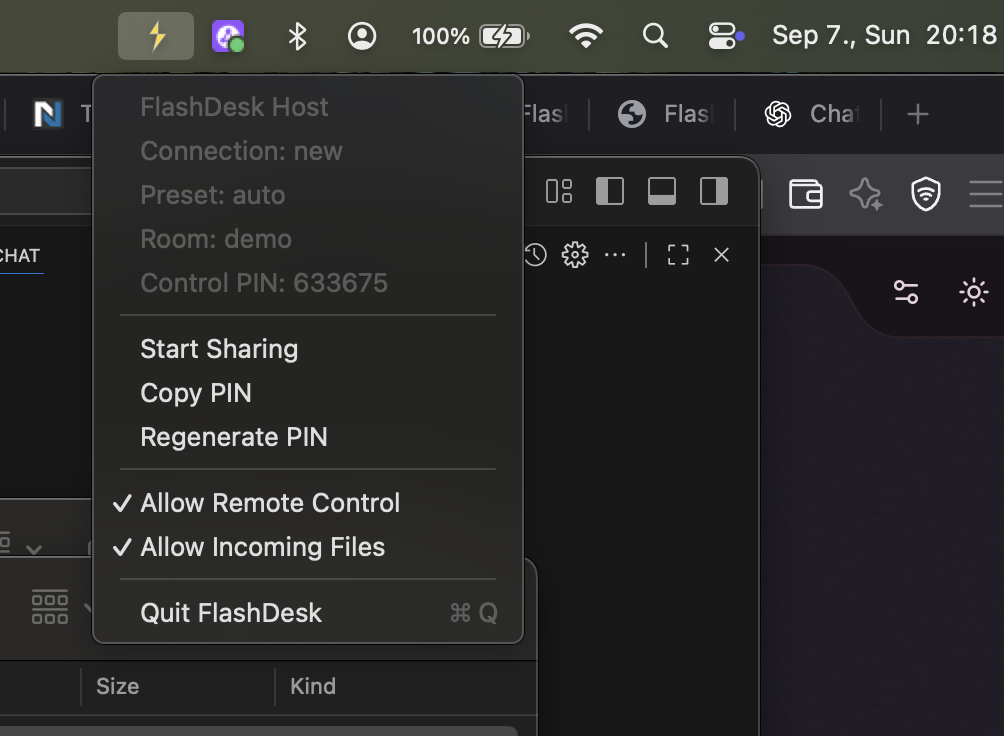 100%
Sep 7., Sun 20:18
FlashDesk Host
Connection: new
Preset: auto
Room: demo
Control PIN: 633675
Start Sharing
Copy PIN
Regenerate PIN
✓ Allow Remote Control
✓ Allow Incoming Files
Quit FlashDesk ⌘ Q
T
Flas
Flas
Chat
CHAT
Size
Kind